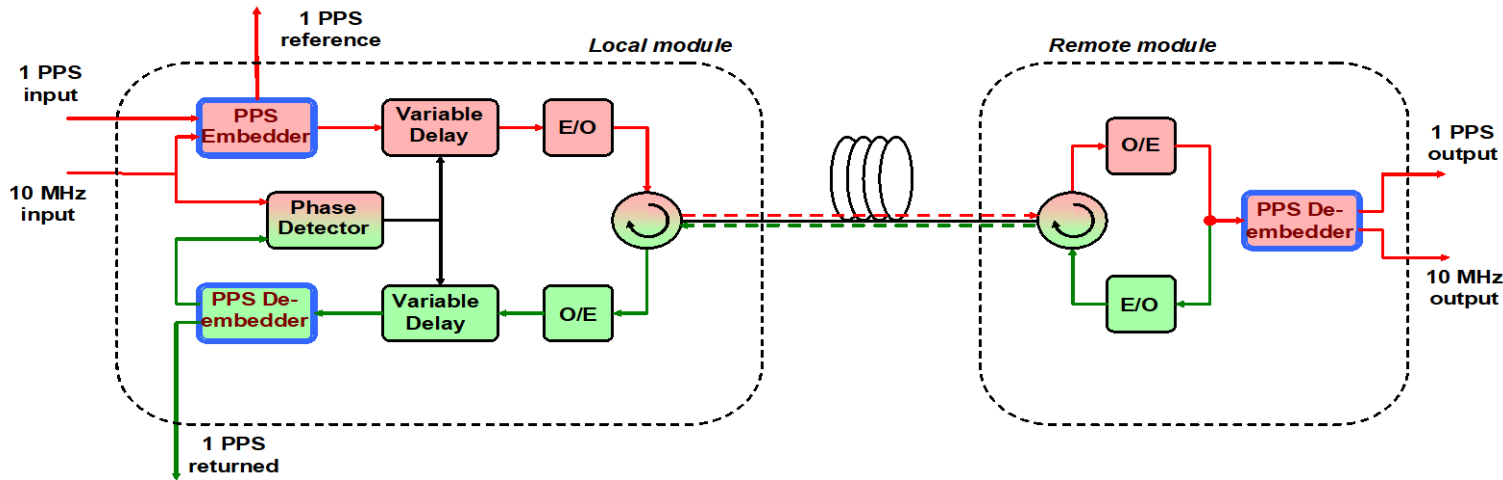 1 PPS
reference
Local module
Remote module
1 PPS
input
PPS
Embedder
Variable
Delay
E/O
O/E
1 PPS
output
10 MHz
input
Phase
Detector
PPS De-
embedder
10 MHz
output
PPS De-
embedder
Variable
Delay
O/E
E/O
1 PPS
returned